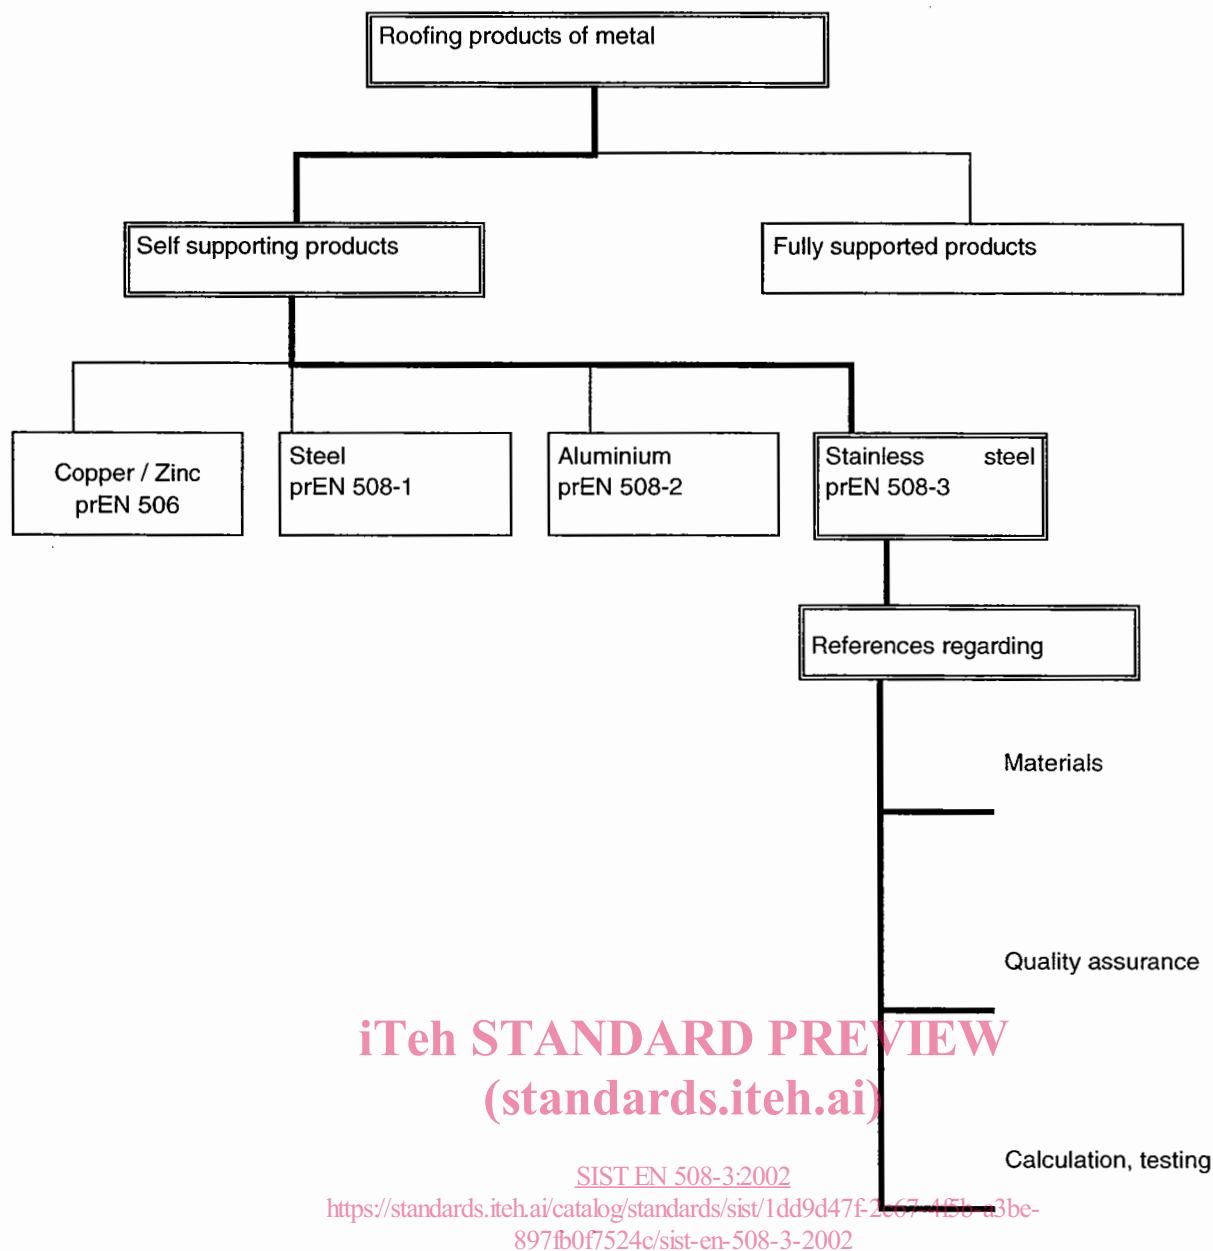 Roofing products of metal
Self supporting products
Fully supported products
Copper / Zinc
prEN 506
Steel
prEN 508-1
Aluminium
prEN 508-2
Stainless steel
prEN 508-3
References regarding
Materials
Quality assurance
iTeh STANDARD PREVIEW
(standards.iteh.ai)
Calculation, testing
SIST EN 508-3:2002
https://standards.iteh.ai/catalog/standards/sist/1dd9d47f-2c67-4f5b-a3be-
897fb0f7524c/sist-en-508-3-2002